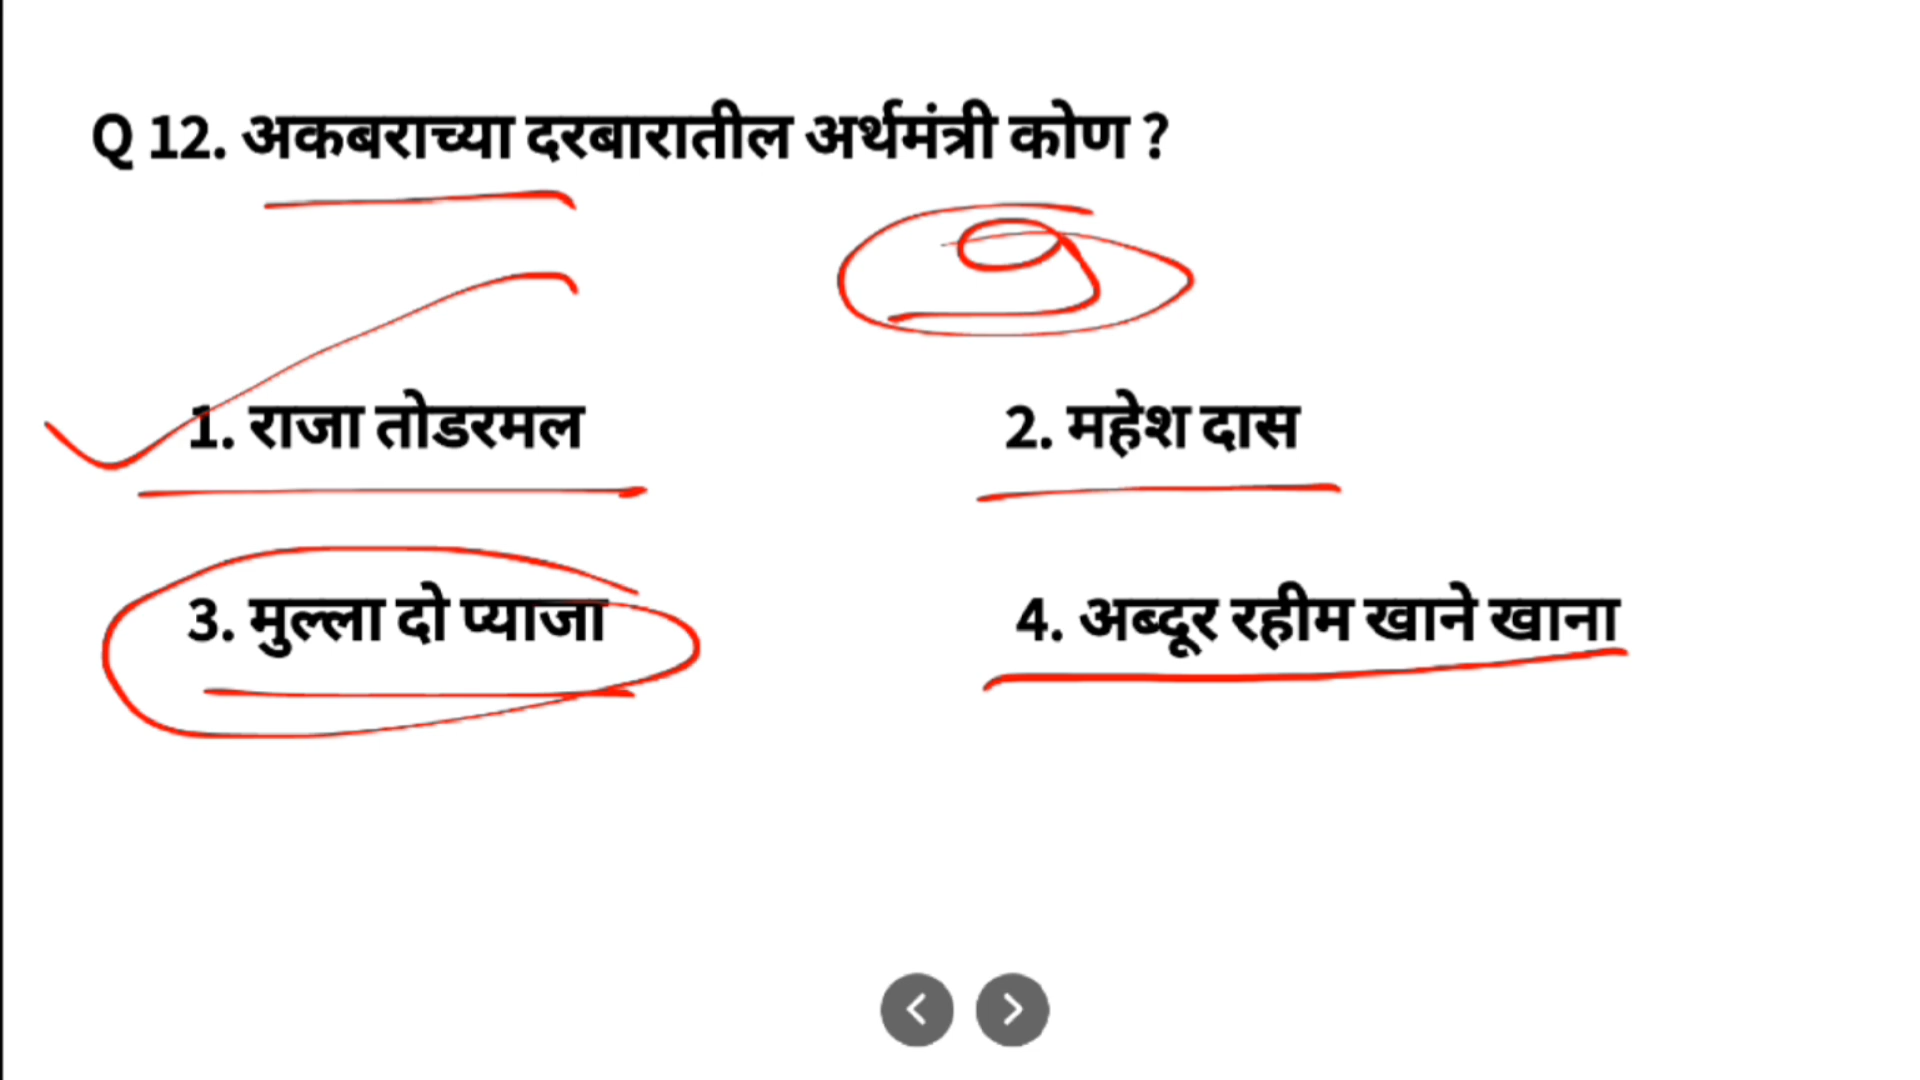 Q 12. अकबराच्या दरबारातील अर्थमंत्री कोण ?
1. राजा तोडरमल
2. महेश दास
3. मुल्ला दो प्याजा
4. अब्दूर रहीम खाने खाना